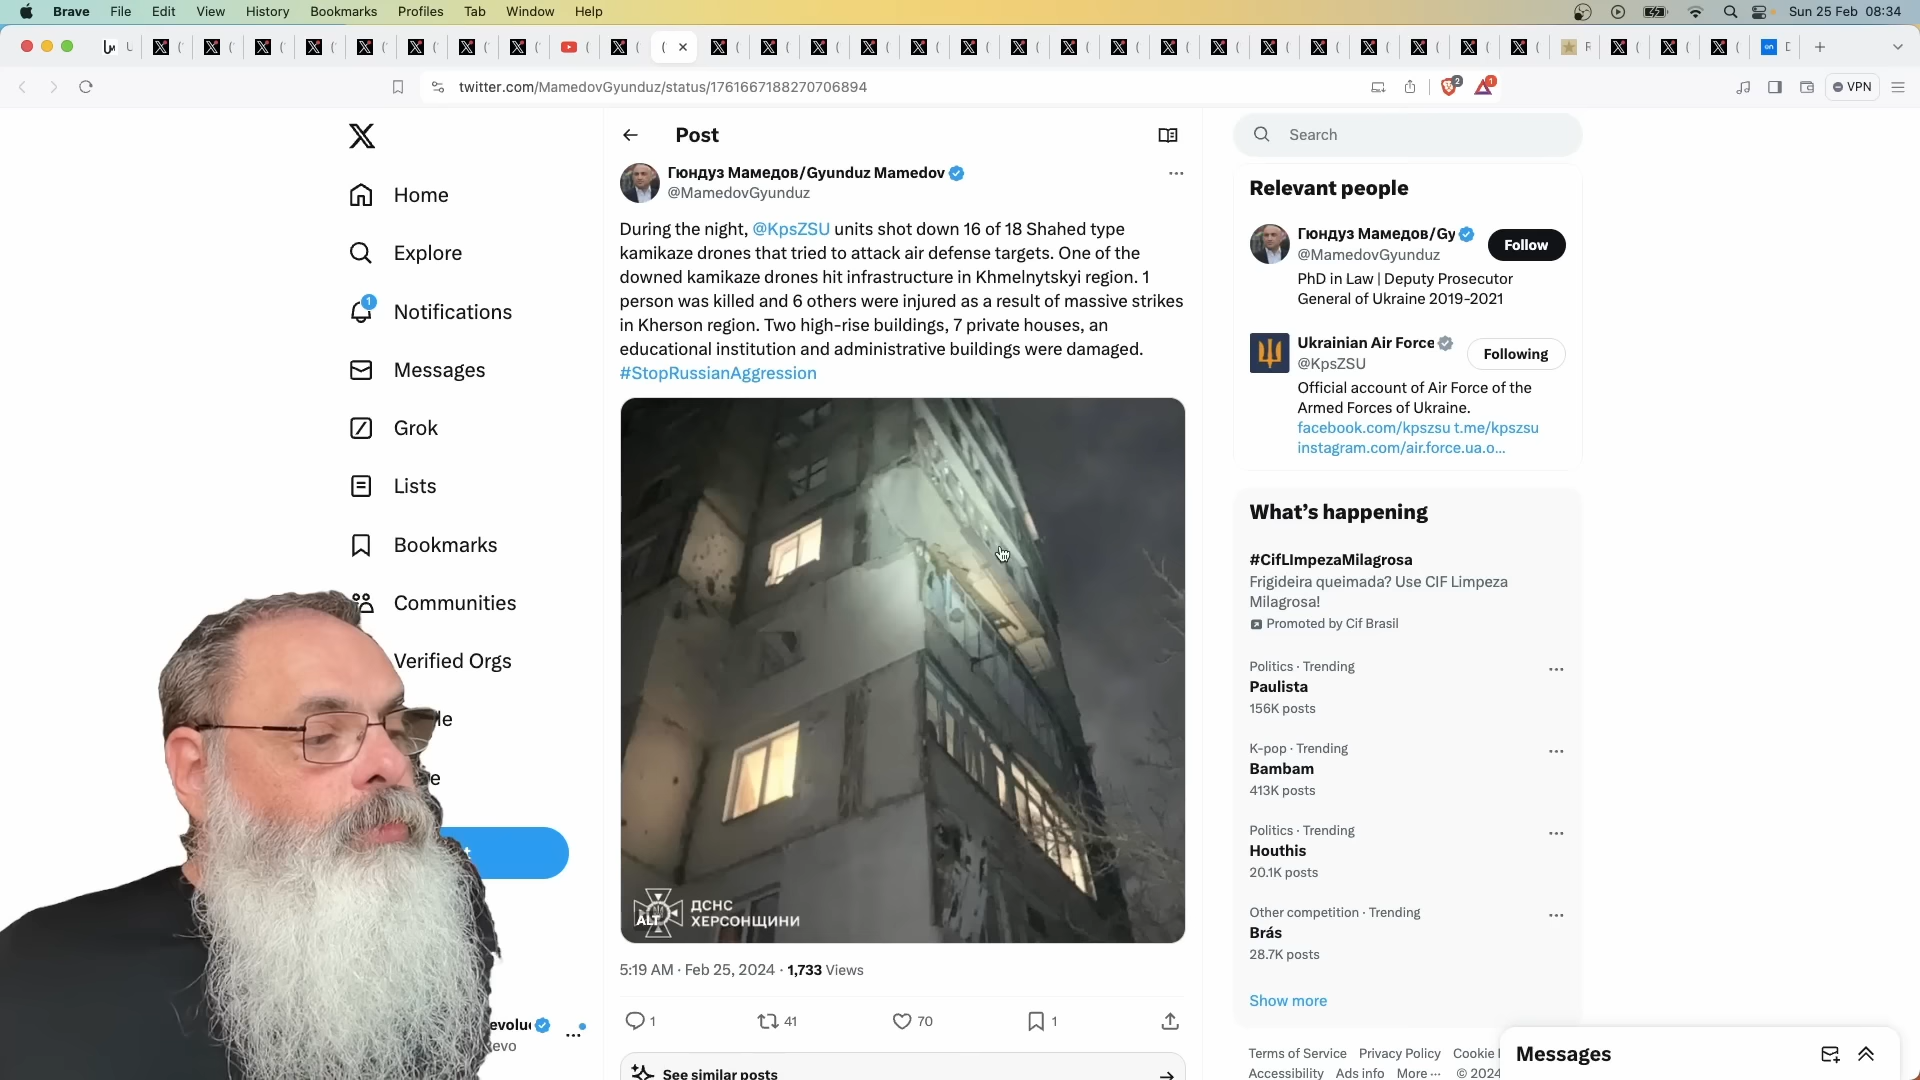 Brave File Edit View History Bookmarks Profiles Tab Window Help
Sun 25 Feb 08:34
twitter.com/MamedovGyunduz/status/1761667188270706894
2
1
VPN
Home
Explore
1
Notifications
Messages
Grok
Lists
Bookmarks
Communities
Verified Orgs
Post
Гюндуз Мамедов/Gyunduz Mamedov
@MamedovGyunduz
During the night, @KpsZSU units shot down 16 of 18 Shahed type
kamikaze drones that tried to attack air defense targets. One of the
downed kamikaze drones hit infrastructure in Khmelnytskyi region. 1
person was killed and 6 others were injured as a result of massive strikes
in Kherson region. Two high-rise buildings, 7 private houses, an
educational institution and administrative buildings were damaged.
#StopRussianAggression
ALT
ДСНС
ХЕРСОНЩИНИ
5:19 AM · Feb 25, 2024 · 1,733 Views
1 41 70 1
See similar posts
Search
Relevant people
Гюндуз Мамедов/Gy
@MamedovGyunduz
Follow
PhD in Law | Deputy Prosecutor
General of Ukraine 2019-2021
Ukrainian Air Force
@KpsZSU
Following
Official account of Air Force of the
Armed Forces of Ukraine.
facebook.com/kpszsu t.me/kpszsu
instagram.com/air.force.ua.o...
What's happening
#CifLImpezaMilagrosa
Frigideira queimada? Use CIF Limpeza
Milagrosa!
Promoted by Cif Brasil
Politics · Trending
Paulista
156K posts
K-pop · Trending
Bambam
413K posts
Politics · Trending
Houthis
20.1K posts
Other competition · Trending
Brás
28.7K posts
Show more
Terms of Service Privacy Policy Cookie
Accessibility Ads info More ... © 2024
Messages